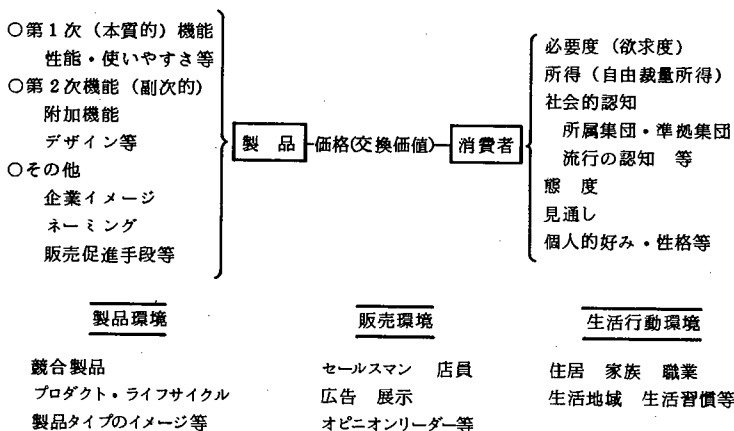 ○第1次（本質的）機能
性能・使いやすさ等
○第2次機能（副次的）
附加機能
デザイン等
○その他
企業イメージ
ネーミング
販売促進手段等
製 品
価格(交換価値)
消費者
必要度（欲求度）
所得（自由裁量所得）
社会的認知
所属集団・準拠集団
流行の認知 等
態 度
見通し
個人的好み・性格等
製品環境
競合製品
プロダクト・ライフサイクル
製品タイプのイメージ等
販売環境
セールスマン 店員
広告 展示
オピニオンリーダー等
生活行動環境
住居 家族 職業
生活地域 生活習慣等